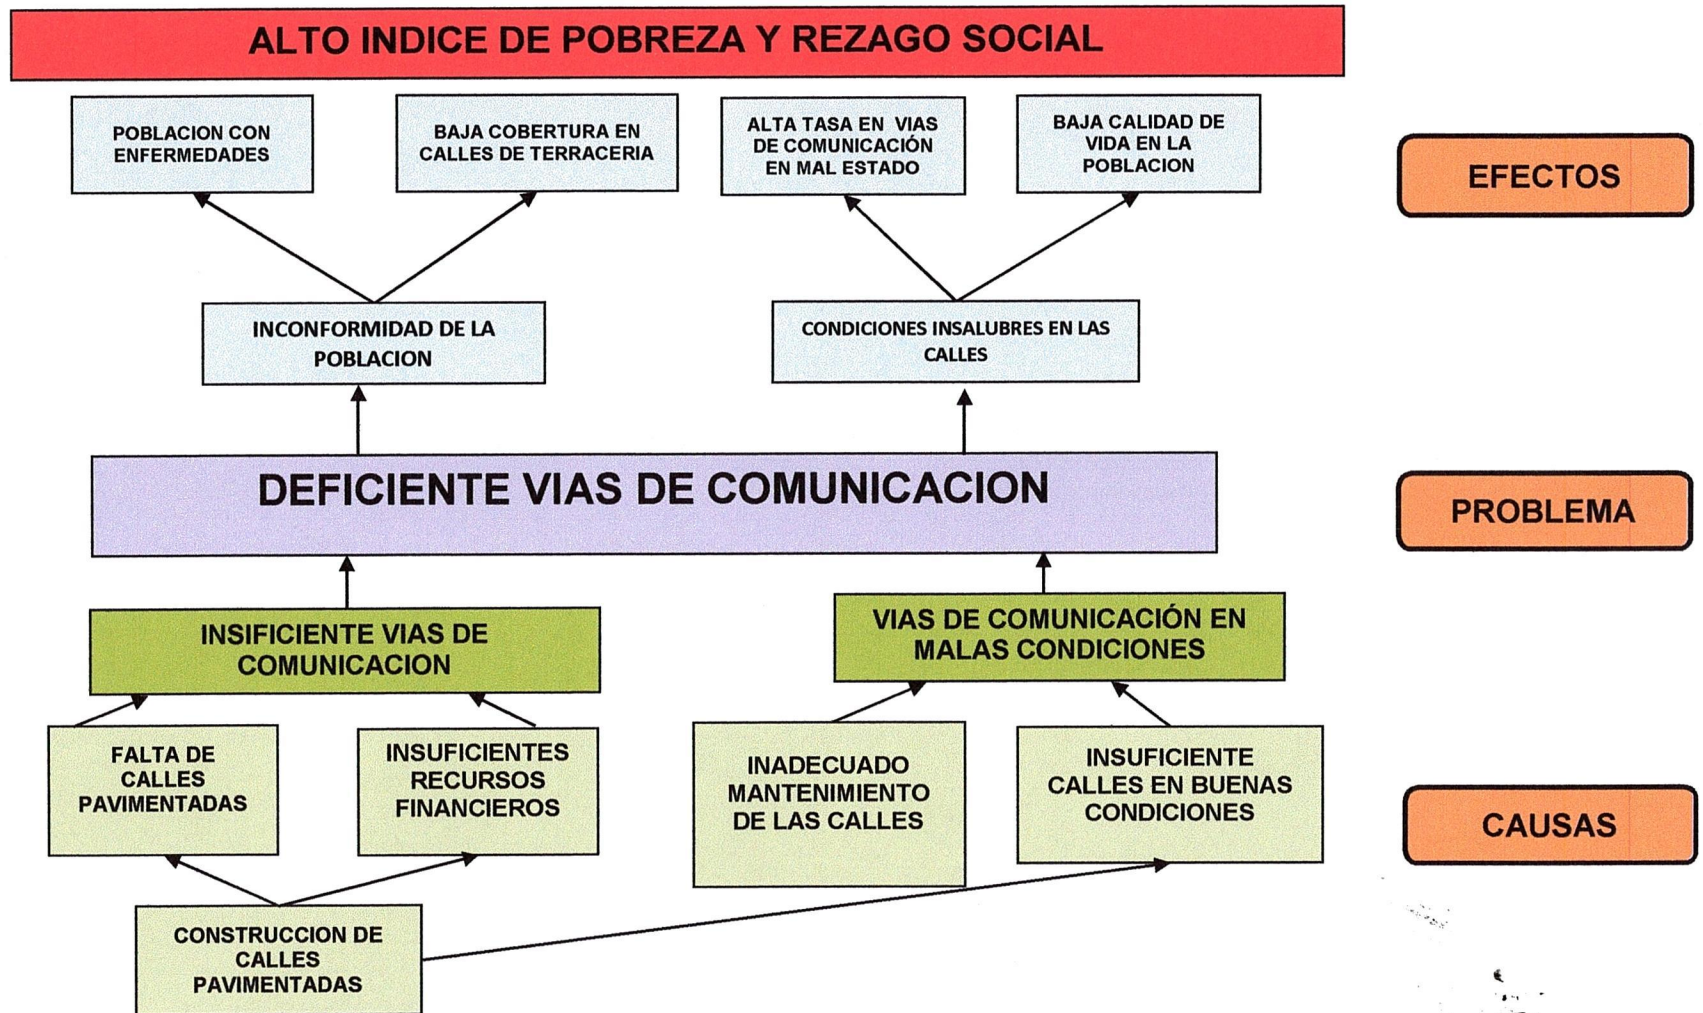 ALTO INDICE DE POBREZA Y REZAGO SOCIAL
POBLACION CON
ENFERMEDADES
BAJA COBERTURA EN
CALLES DE TERRACERIA
ALTA TASA EN VIAS
DE COMUNICACIÓN
EN MAL ESTADO
BAJA CALIDAD DE
VIDA EN LA
POBLACION
EFECTOS
INCONFORMIDAD DE LA
POBLACION
CONDICIONES INSALUBRES EN LAS
CALLES
DEFICIENTE VIAS DE COMUNICACION
PROBLEMA
INSIFICIENTE VIAS DE
COMUNICACION
VIAS DE COMUNICACIÓN EN
MALAS CONDICIONES
FALTA DE
CALLES
PAVIMENTADAS
INSUFICIENTES
RECURSOS
FINANCIEROS
INADECUADO
MANTENIMIENTO
DE LAS CALLES
INSUFICIENTE
CALLES EN BUENAS
CONDICIONES
CAUSAS
CONSTRUCCION DE
CALLES
PAVIMENTADAS